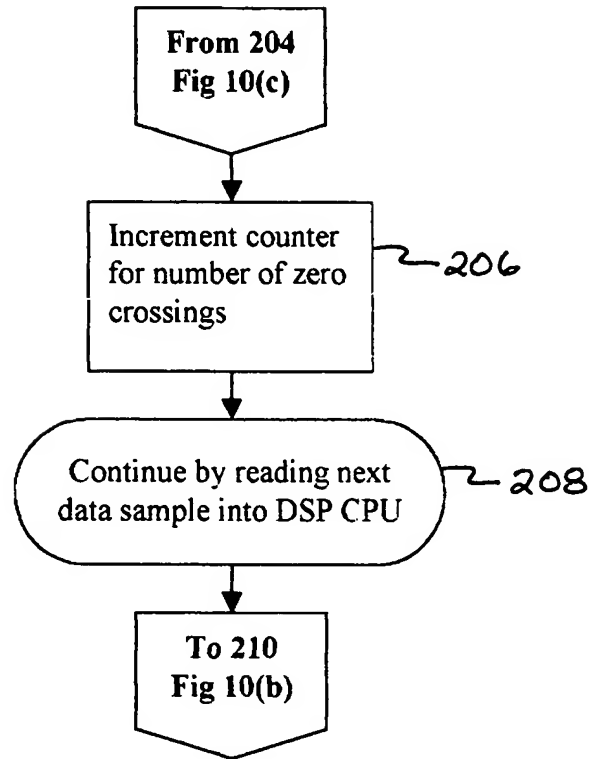 From 204
Fig 10(c)
Increment counter
for number of zero
crossings
206
Continue by reading next
data sample into DSP CPU
208
To 210
Fig 10(b)